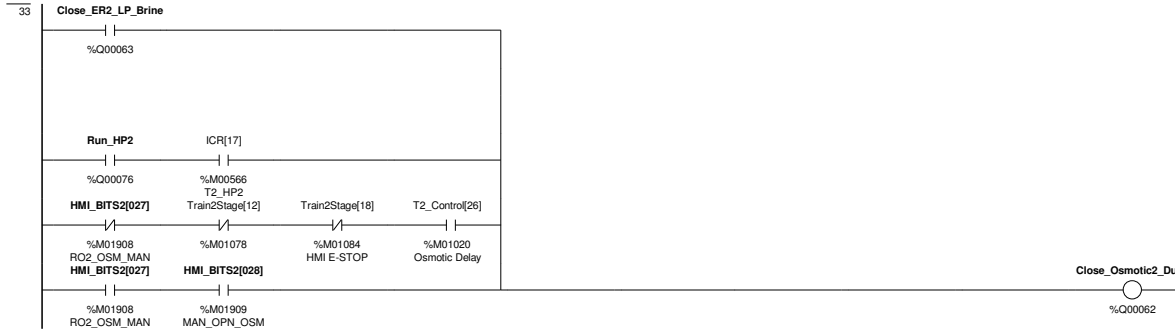 33 Close_ER2_LP_Brine
%Q00063
Run_HP2 ICR[17]
%Q00076 %M00566
T2_HP2
HMI_BITS2[027] Train2Stage[12] Train2Stage[18] T2_Control[26]
%M01908 %M01078 %M01084 %M01020
RO2_OSM_MAN HMI E-STOP Osmotic Delay
HMI_BITS2[027] HMI_BITS2[028] Close_Osmotic2_Du
%M01908 %M01909 %Q00062
RO2_OSM_MAN MAN_OPN_OSM